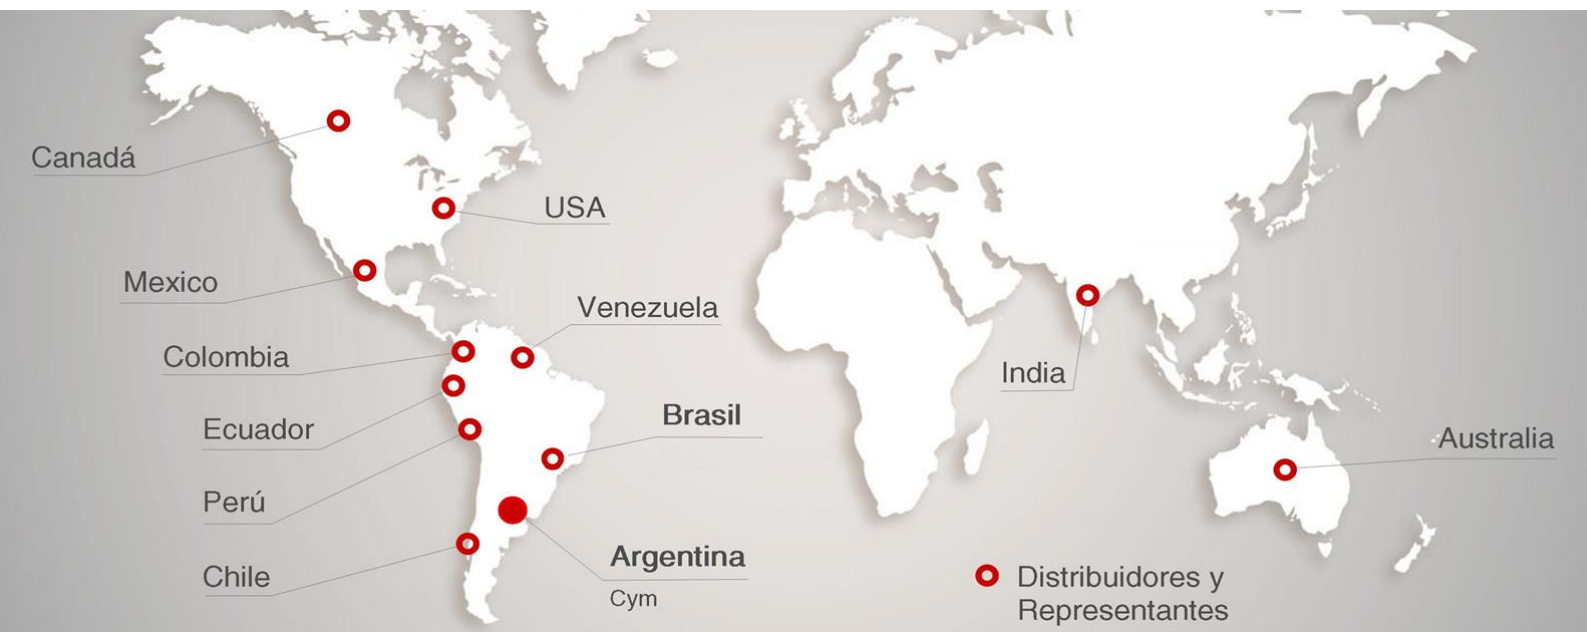 Canadá
USA
Mexico
Venezuela
Colombia
India
Ecuador
Brasil
Australia
Perú
Argentina
Cym
Chile
Distribuidores y
Representantes